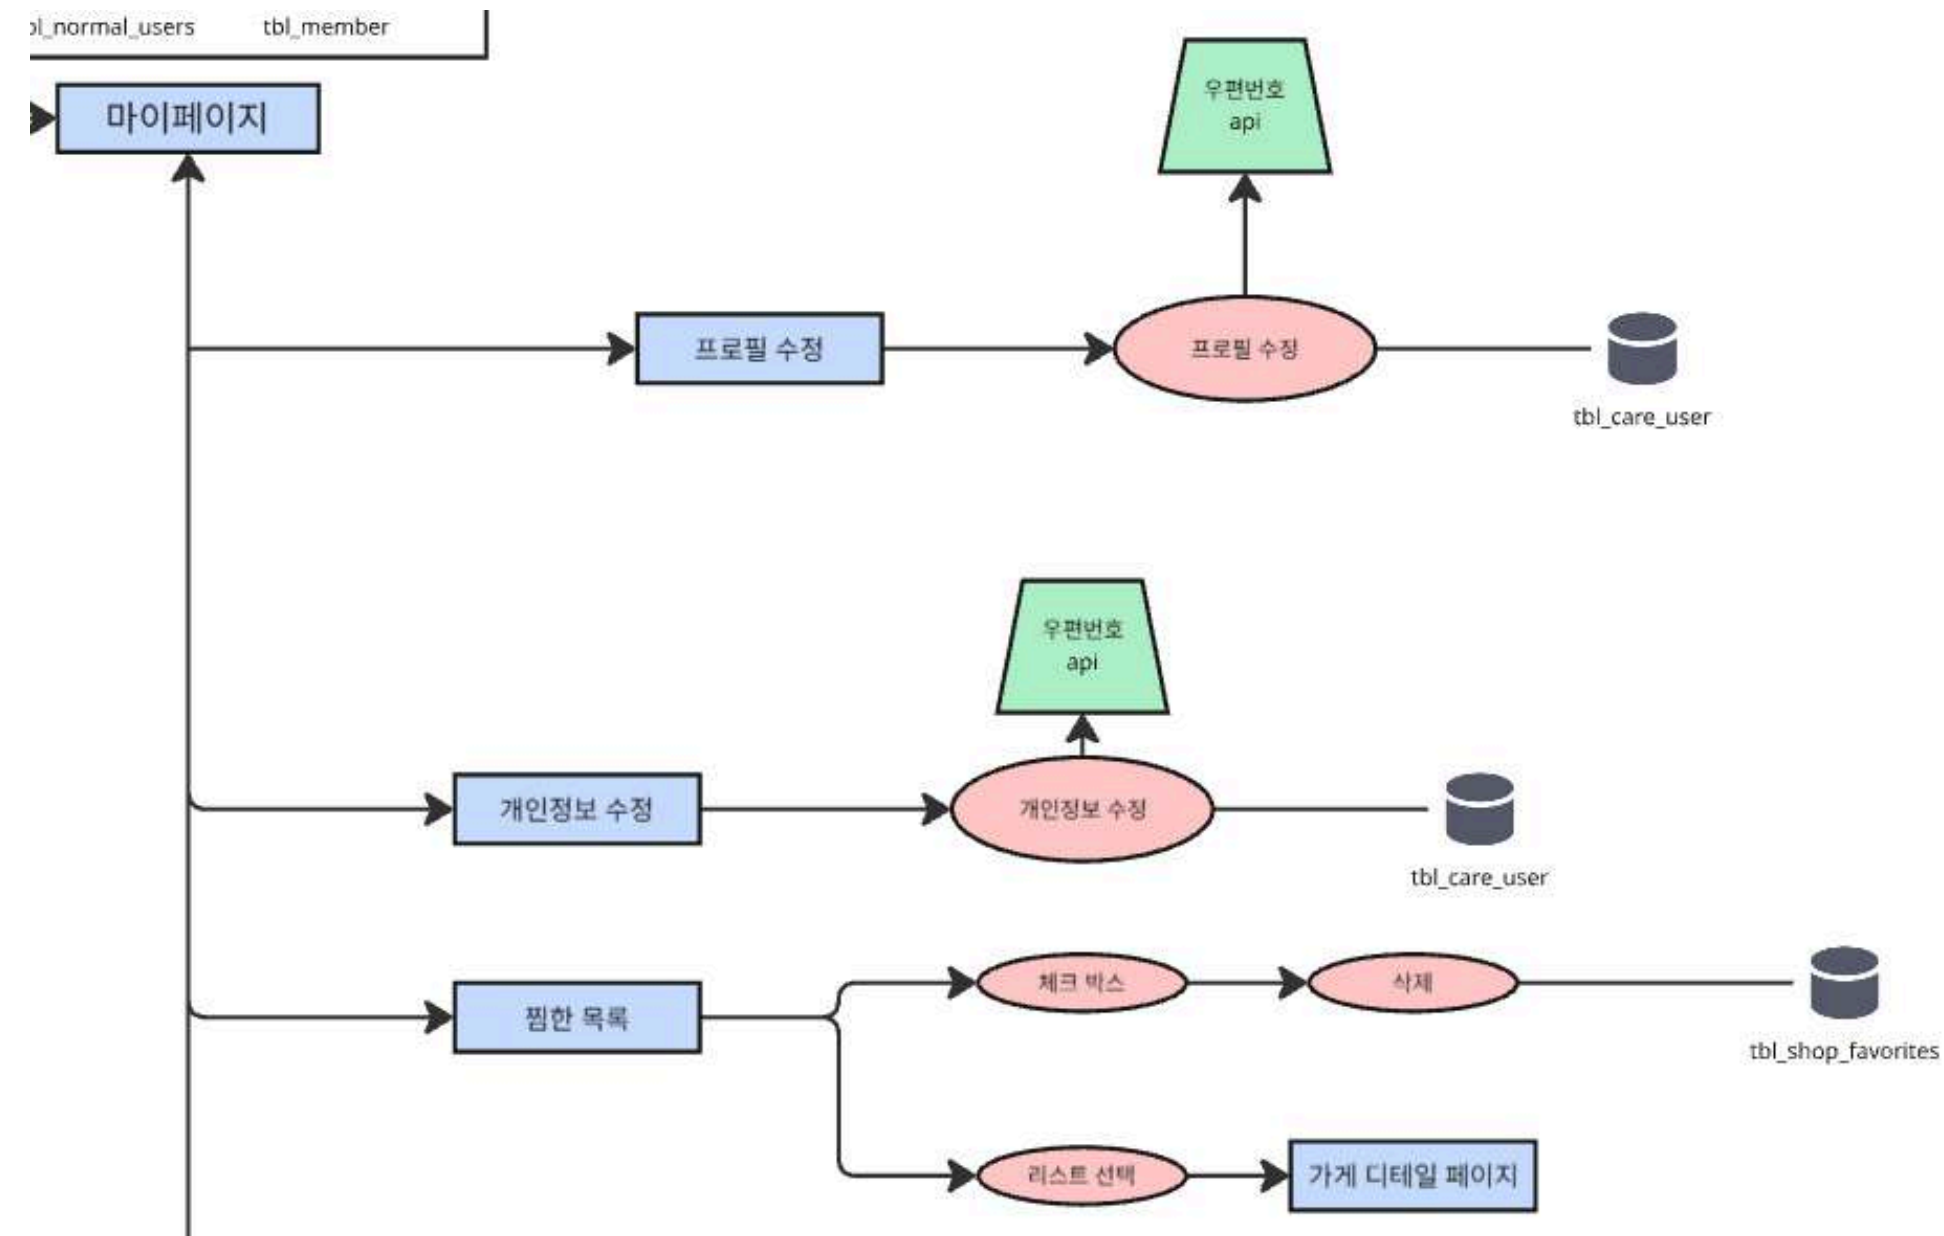 bl_normal_users tbl_member
마이페이지
우편번호
api
프로필 수정
프로필 수정
tbl_care_user
우편번호
api
개인정보 수정
개인정보 수정
tbl_care_user
찜한 목록
체크 박스
삭제
tbl_shop_favorites
리스트 선택
가게 디테일 페이지